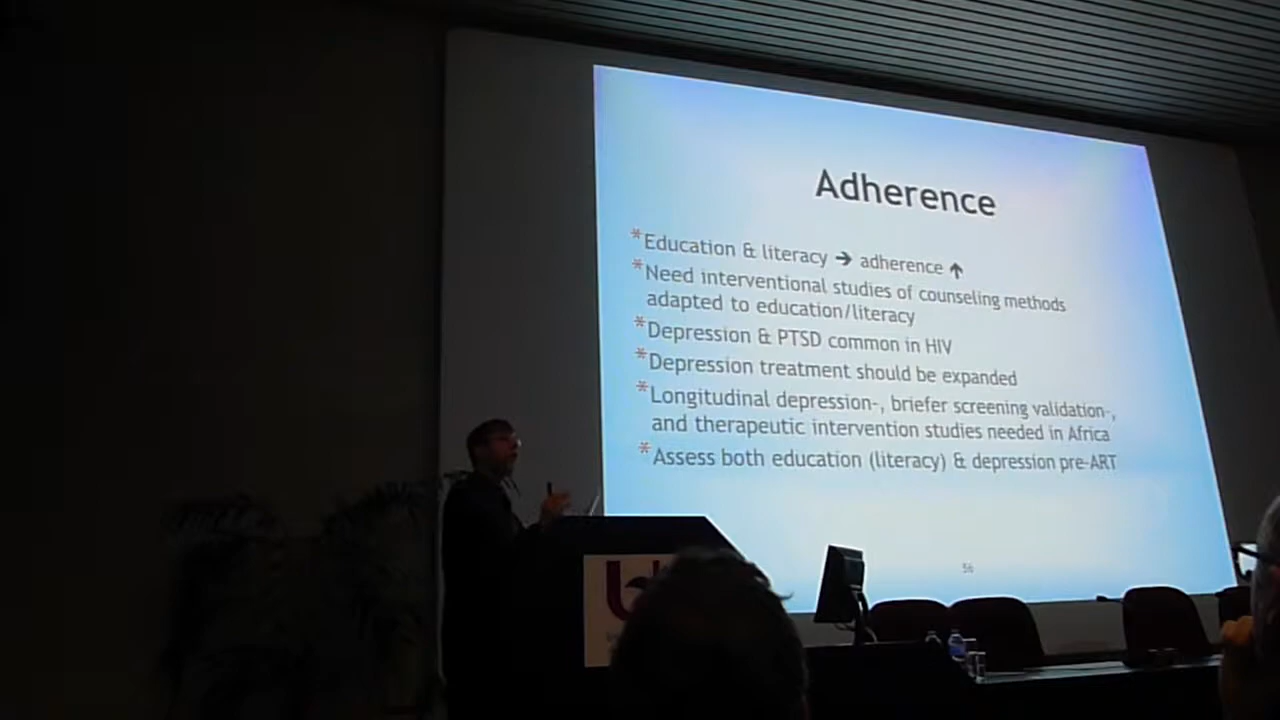 Adherence
*Education & literacy → adherence ↑
*Need interventional studies of counseling methods
adapted to education/literacy
*Depression & PTSD common in HIV
*Depression treatment should be expanded
*Longitudinal depression-, briefer screening validation-,
and therapeutic intervention studies needed in Africa
*Assess both education (literacy) & depression pre-ART
56